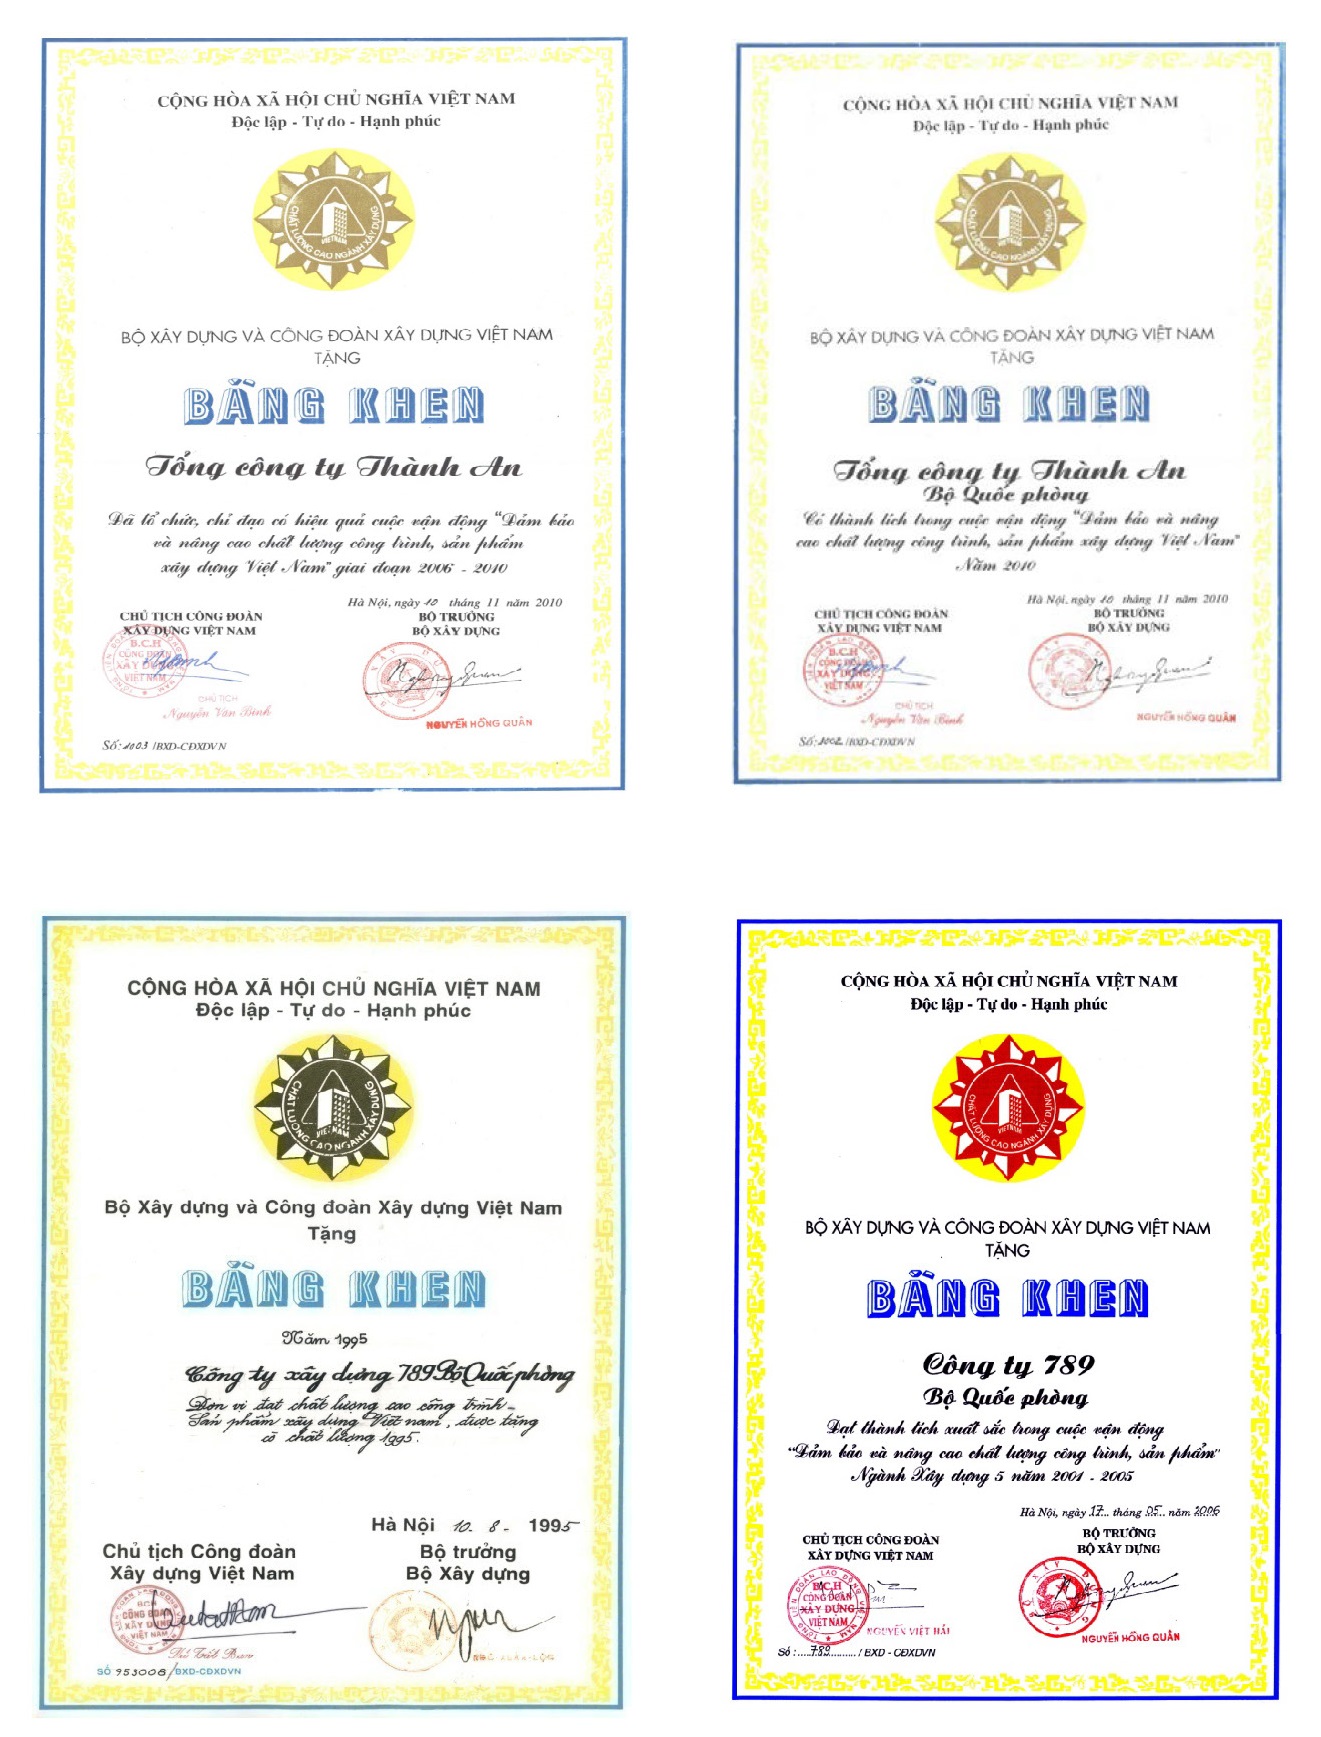 CỘNG HÒA XÃ HỘI CHỦ NGHĨA VIỆT NAM
Độc lập - Tự do - Hạnh phúc
CHẤT LƯỢNG CAO NGÀNH XÂY DỰNG
VIETNAM
BỘ XÂY DỰNG VÀ CÔNG ĐOÀN XÂY DỰNG VIỆT NAM
TẶNG
BẰNG KHEN
Tổng công ty Thành An
Đã tổ chức, chỉ đạo có hiệu quả cuộc vận động “Đảm bảo
và nâng cao chất lượng công trình, sản phẩm
xây dựng Việt Nam” giai đoạn 2006 - 2010
Hà Nội, ngày 10 tháng 11 năm 2010
CHỦ TỊCH CÔNG ĐOÀN
XÂY DỰNG VIỆT NAM
BỘ TRƯỞNG
BỘ XÂY DỰNG
B.C.H
CÔNG ĐOÀN
XÂY DỰNG
VIỆT NAM
CHỦ TỊCH
Nguyễn Văn Bình
NGUYỄN HỒNG QUÂN
Số: 1003 /BXD-CĐXDVN
CỘNG HÒA XÃ HỘI CHỦ NGHĨA VIỆT NAM
Độc lập - Tự do - Hạnh phúc
CHẤT LƯỢNG CAO NGÀNH XÂY DỰNG
VIETNAM
BỘ XÂY DỰNG VÀ CÔNG ĐOÀN XÂY DỰNG VIỆT NAM
TẶNG
BẰNG KHEN
Tổng công ty Thành An
Bộ Quốc phòng
Có thành tích trong cuộc vận động “Đảm bảo và nâng
cao chất lượng công trình, sản phẩm xây dựng Việt Nam”
Năm 2010
Hà Nội, ngày 10 tháng 11 năm 2010
CHỦ TỊCH CÔNG ĐOÀN
XÂY DỰNG VIỆT NAM
BỘ TRƯỞNG
BỘ XÂY DỰNG
B.C.H
CÔNG ĐOÀN
XÂY DỰNG
VIỆT NAM
CHỦ TỊCH
Nguyễn Văn Bình
NGUYỄN HỒNG QUÂN
Số: 1002 /BXD-CĐXDVN
CỘNG HÒA XÃ HỘI CHỦ NGHĨA VIỆT NAM
Độc lập - Tự do - Hạnh phúc
CHẤT LƯỢNG CAO NGÀNH XÂY DỰNG
VIỆT NAM
Bộ Xây dựng và Công đoàn Xây dựng Việt Nam
Tặng
BẰNG KHEN
Năm 1995
Công ty xây dựng 789 Bộ Quốc phòng
Đơn vị đạt chất lượng cao công trình -
Sản phẩm xây dựng Việt nam, được tặng
cờ chất lượng 1995.
Hà Nội 10 - 8 - 1995
Chủ tịch Công đoàn
Xây dựng Việt Nam
Bộ trưởng
Bộ Xây dựng
BCH
CÔNG ĐOÀN
XÂY DỰNG
VIỆT NAM
SỐ 953006/BXD-CĐXDVN
CỘNG HÒA XÃ HỘI CHỦ NGHĨA VIỆT NAM
Độc lập - Tự do - Hạnh phúc
CHẤT LƯỢNG CAO NGÀNH XÂY DỰNG
VIETNAM
BỘ XÂY DỰNG VÀ CÔNG ĐOÀN XÂY DỰNG VIỆT NAM
TẶNG
BẰNG KHEN
Công ty 789
Bộ Quốc phòng
Đạt thành tích xuất sắc trong cuộc vận động
“Đảm bảo và nâng cao chất lượng công trình, sản phẩm”
Ngành Xây dựng 5 năm 2001 - 2005
Hà Nội, ngày 17... tháng 05... năm 2006
CHỦ TỊCH CÔNG ĐOÀN
XÂY DỰNG VIỆT NAM
BỘ TRƯỞNG
BỘ XÂY DỰNG
B.C.H
CÔNG ĐOÀN
XÂY DỰNG
VIỆT NAM
NGUYỄN VIẾT HẢI
NGUYỄN HỒNG QUÂN
Số :....789.........../ BXD - CĐXDVN